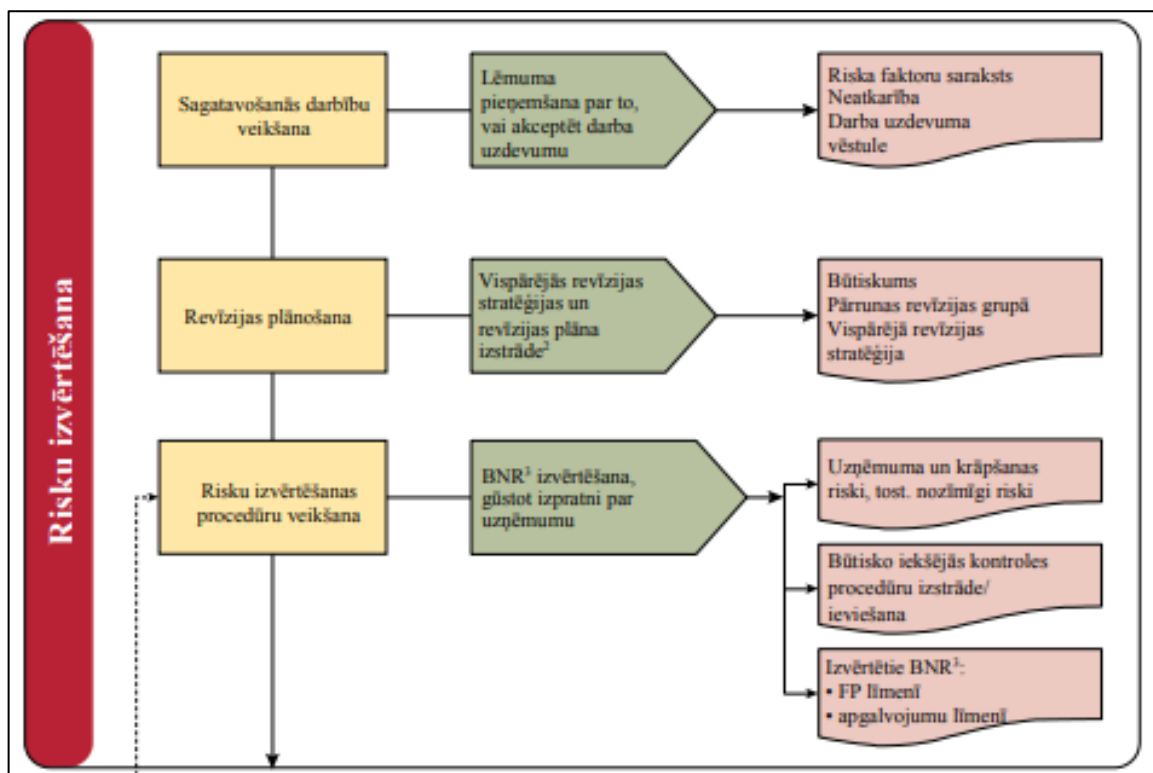 Risku izvērtēšana
Sagatavošanās darbību
veikšana
Lēmuma
pieņemšana par to,
vai akceptēt darba
uzdevumu
Riska faktoru saraksts
Neatkarība
Darba uzdevuma
vēstule
Revīzijas plānošana
Vispārējās revīzijas
stratēģijas un
revīzijas plāna
izstrāde²
Būtiskums
Pārrunas revīzijas grupā
Vispārējā revīzijas
stratēģija
Risku izvērtēšanas
procedūru veikšana
BNR³ izvērtēšana,
gūstot izpratni par
uzņēmumu
Uzņēmuma un krāpšanas
riski, tost. nozīmīgi riski
Būtisko iekšējās kontroles
procedūru izstrāde/
ieviešana
Izvērtētie BNR³:
• FP līmenī
• apgalvojumu līmenī